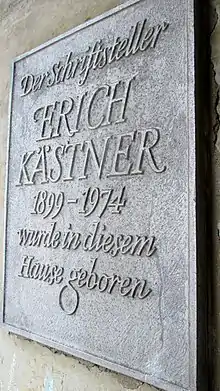 Der Schriftsteller
ERICH
KÄSTNER
1899-1974
wurde in diesem
Hause geboren